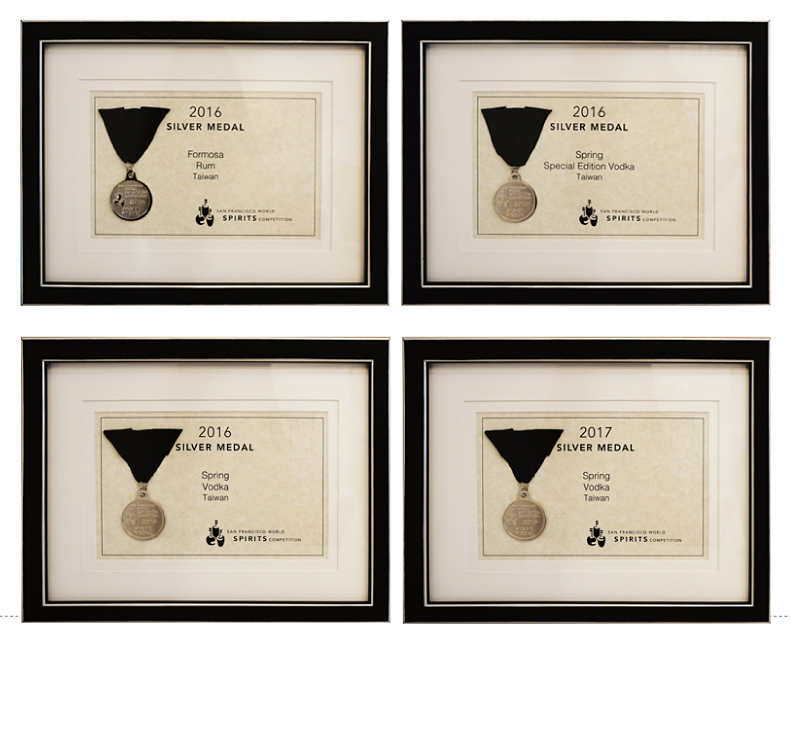 2016
SILVER MEDAL
Formosa
Rum
Taiwan
SAN FRANCISCO WORLD
SPIRITS COMPETITION
2016
SILVER MEDAL
Spring
Special Edition Vodka
Taiwan
SAN FRANCISCO WORLD
SPIRITS COMPETITION
2016
SILVER MEDAL
Spring
Vodka
Taiwan
SAN FRANCISCO WORLD
SPIRITS COMPETITION
2017
SILVER MEDAL
Spring
Vodka
Taiwan
SAN FRANCISCO WORLD
SPIRITS COMPETITION